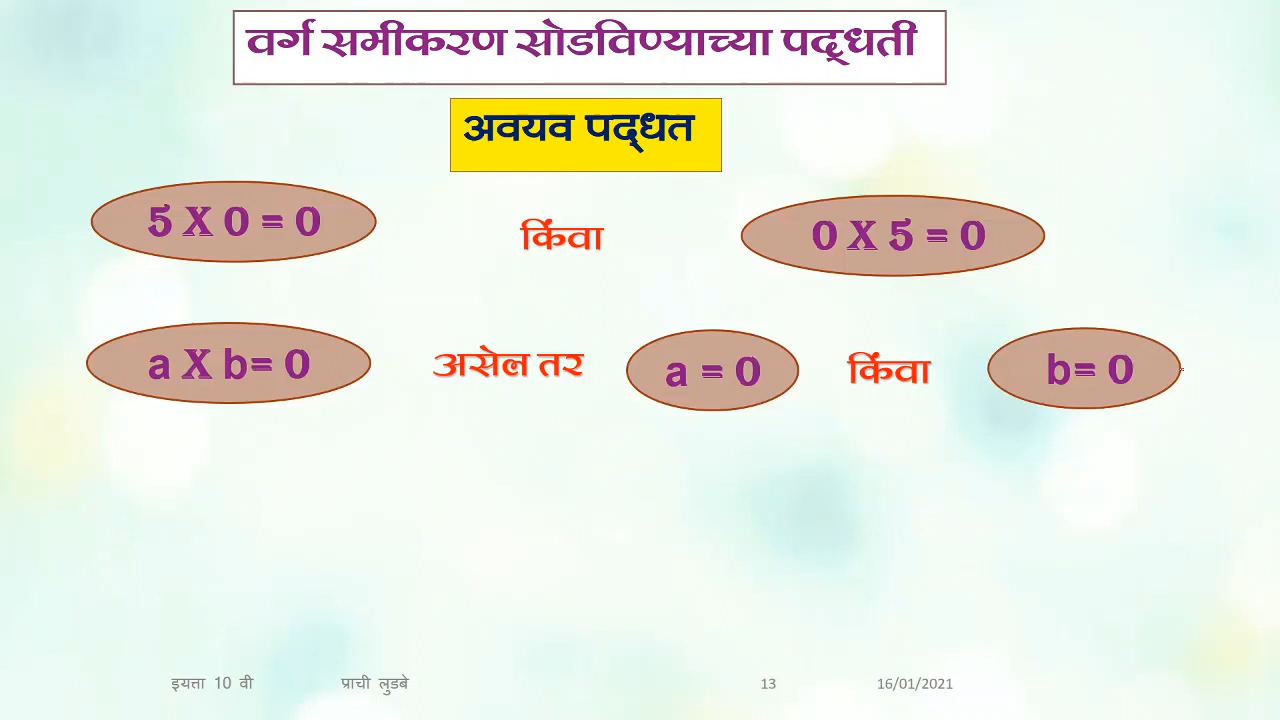 वर्ग समीकरण सोडविण्याच्या पद्धती
अवयव पद्धत
5 X 0 = 0 किंवा 0 X 5 = 0
a X b= 0 असेल तर a = 0 किंवा b= 0
इयत्ता 10 वी प्राची लुडबे 13 16/01/2021